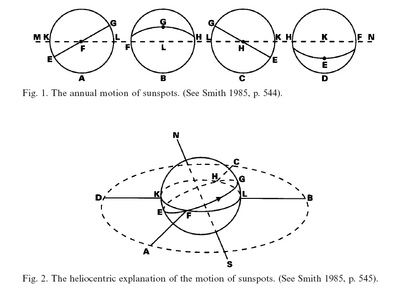 G G G
M K F L F L H L H K H K F N
E E E
A B C D
Fig. 1. The annual motion of sunspots. (See Smith 1985, p. 544).
N
C
H G
D K L B
E F
A
S
Fig. 2. The heliocentric explanation of the motion of sunspots. (See Smith 1985, p. 545).